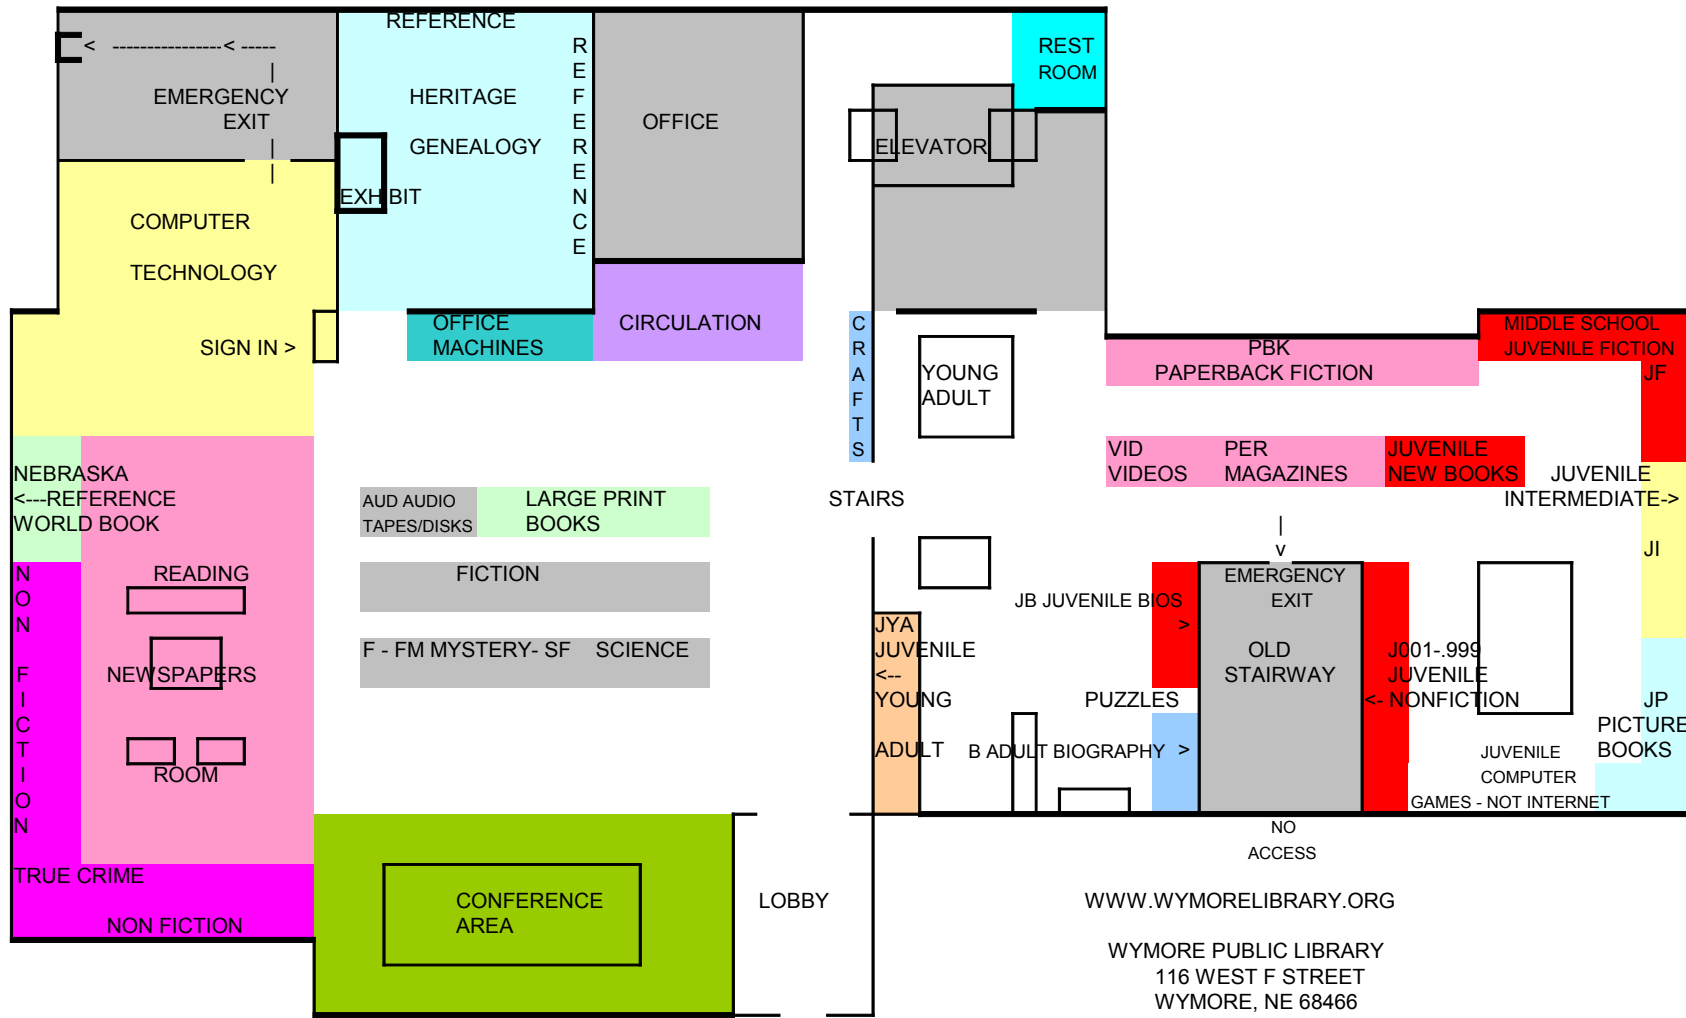 REFERENCE
< ----------------< -----
|
EMERGENCY
EXIT
|
|
HERITAGE
GENEALOGY
EXHIBIT
R
E
F
E
R
E
N
C
E
OFFICE
REST
ROOM
ELEVATOR
COMPUTER
TECHNOLOGY
SIGN IN >
OFFICE
MACHINES
CIRCULATION
C
R
A
F
T
S
YOUNG
ADULT
PBK
PAPERBACK FICTION
MIDDLE SCHOOL
JUVENILE FICTION
JF
VID
VIDEOS
PER
MAGAZINES
JUVENILE
NEW BOOKS
JUVENILE
INTERMEDIATE->
JI
NEBRASKA
<---REFERENCE
WORLD BOOK
AUD AUDIO
TAPES/DISKS
LARGE PRINT
BOOKS
STAIRS
|
v
EMERGENCY
EXIT
OLD
STAIRWAY
N
O
N
F
I
C
T
I
O
N
READING
NEWSPAPERS
ROOM
FICTION
F - FM MYSTERY- SF SCIENCE
JB JUVENILE BIOS
>
JYA
JUVENILE
<--
YOUNG
ADULT
PUZZLES
B ADULT BIOGRAPHY >
J001-.999
JUVENILE
<- NONFICTION
JP
PICTURE
BOOKS
JUVENILE
COMPUTER
GAMES - NOT INTERNET
NO
ACCESS
TRUE CRIME
NON FICTION
CONFERENCE
AREA
LOBBY
WWW.WYMORELIBRARY.ORG
WYMORE PUBLIC LIBRARY
116 WEST F STREET
WYMORE, NE 68466